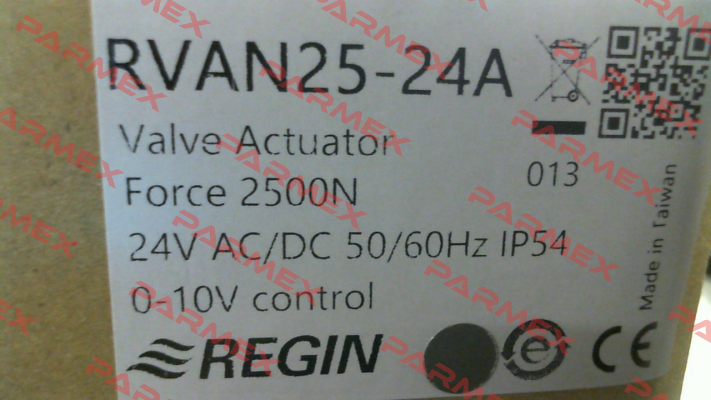 RVAN25-24A
Valve Actuator
Force 2500N
24V AC/DC 50/60Hz IP54
0-10V control
REGIN
013
Made in Taiwan
CE
PARMEX